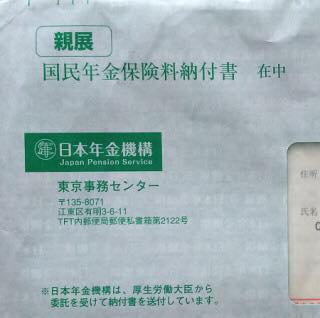 親展
国民年金保険料納付書 在中
日本年金機構
Japan Pension Service
東京事務センター
〒135-8071
江東区有明3-6-11
TFT内郵便局郵便私書箱第2122号
住所
氏名
※日本年金機構は、厚生労働大臣から
委託を受けて納付書を送付しています。